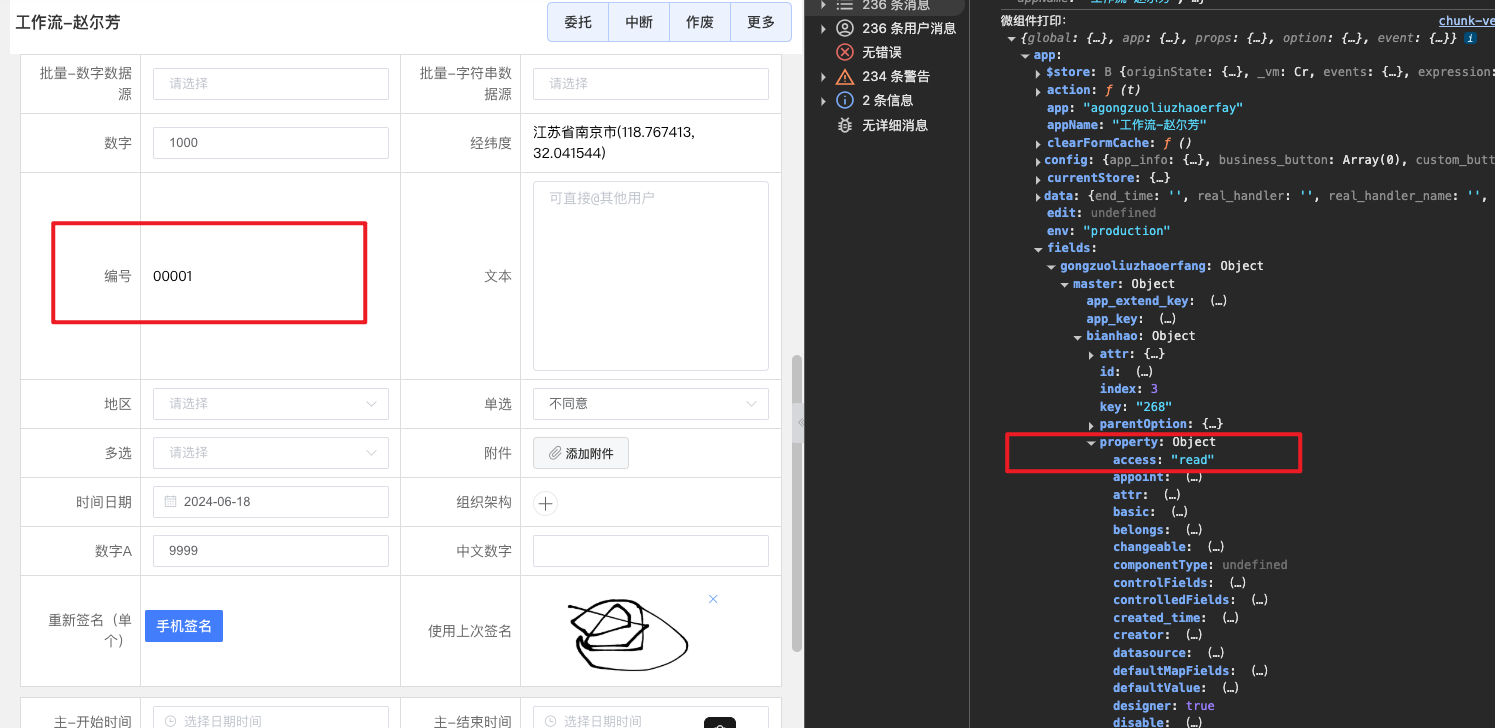 工作流-赵尔芳
委托 中断 作废 更多
批量-数字数据源 请选择 批量-字符串数据源 请选择
数字 1000 经纬度 江苏省南京市(118.767413, 32.041544)
编号 00001 文本 可直接@其他用户
地区 请选择 单选 不同意
多选 请选择 附件 添加附件
时间日期 2024-06-18 组织架构
数字A 9999 中文数字
重新签名（单个） 手机签名 使用上次签名
主-开始时间 选择日期时间 主-结束时间 选择日期时间
236 条消息
236 条用户消息
无错误
234 条警告
2 条信息
无详细消息
微组件打印: chunk-ve
{global: {…}, app: {…}, props: {…}, option: {…}, event: {…}} i
app:
$store: B {originState: {…}, _vm: Cr, events: {…}, expression:
action: ƒ (t)
app: "agongzuoliuzhaoerfay"
appName: "工作流-赵尔芳"
clearFormCache: ƒ ()
config: {app_info: {…}, business_button: Array(0), custom_butt
currentStore: {…}
data: {end_time: '', real_handler: '', real_handler_name: '',
edit: undefined
env: "production"
fields:
gongzuoliuzhaoerfang: Object
master: Object
app_extend_key: (…)
app_key: (…)
bianhao: Object
attr: {…}
id: (…)
index: 3
key: "268"
parentOption: {…}
property: Object
access: "read"
appoint: (…)
attr: (…)
basic: (…)
belongs: (…)
changeable: (…)
componentType: undefined
controlFields: (…)
controlledFields: (…)
created_time: (…)
creator: (…)
datasource: (…)
defaultMapFields: (…)
defaultValue: (…)
designer: true
disable: (…)